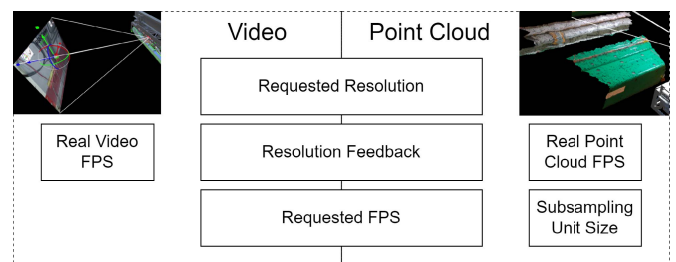 Video
Point Cloud
Requested Resolution
Real Video
FPS
Resolution Feedback
Real Point
Cloud FPS
Requested FPS
Subsampling
Unit Size